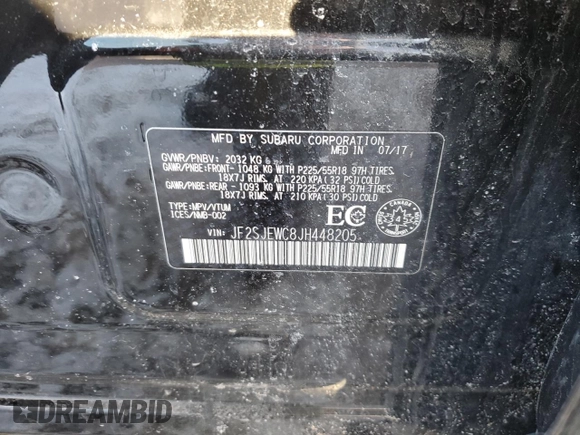 MFD BY SUBARU CORPORATION
GVWR/PNBV: 2032 KG MFD IN 07/17
GAWR/PNBE: FRONT- 1048 KG WITH P225/55R18 97H TIRES.
18X7J RIMS. AT 220 KPA ( 32 PSI) COLD
GAWR/PNBE: REAR - 1093 KG WITH P225/55R18 97H TIRES.
18X7J RIMS. AT 210 KPA ( 30 PSI) COLD
TYPE:MPV/VTUM
ICES/NMB-002
EC
CANADA
4
VIN: JF2SJEWC8JH448205
DREAMBID